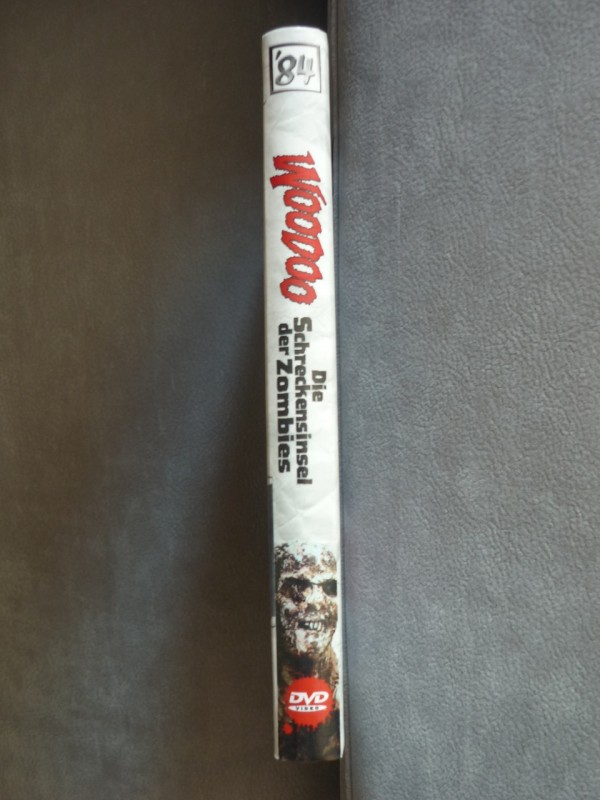 '84
WOODOO
Die
Schreckensinsel
der Zombies
DVD
VIDEO